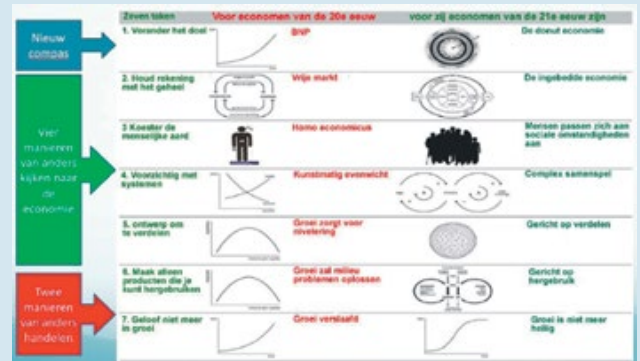 Zeven taken
Voor economen van de 20e eeuw
voor zij economen van de 21e eeuw zijn
Nieuw
compas
1. Verander het doel
BNP
De donut economie
Vier
manieren
van anders
kijken naar
de
economie
2. Houd rekening
met het geheel
Vrije markt
De ingebedde economie
3 Koester de
menselijke aard
Homo economicus
Mensen passen zich aan
sociale omstandigheden
aan
4. Voorzichtig met
systemen
Kunstmatig evenwicht
Complex samenspel
5. ontwerp om
te verdelen
Groei zorgt voor
nivelering
Gericht op verdelen
Twee
manieren
van anders
handelen
6. Maak alleen
producten die je
kunt hergebruiken
Groei zal milieu
problemen oplossen
Gericht op
hergebruik
7. Geloof niet meer
in groei
Groei verslaafd
Groei is niet meer
heilig